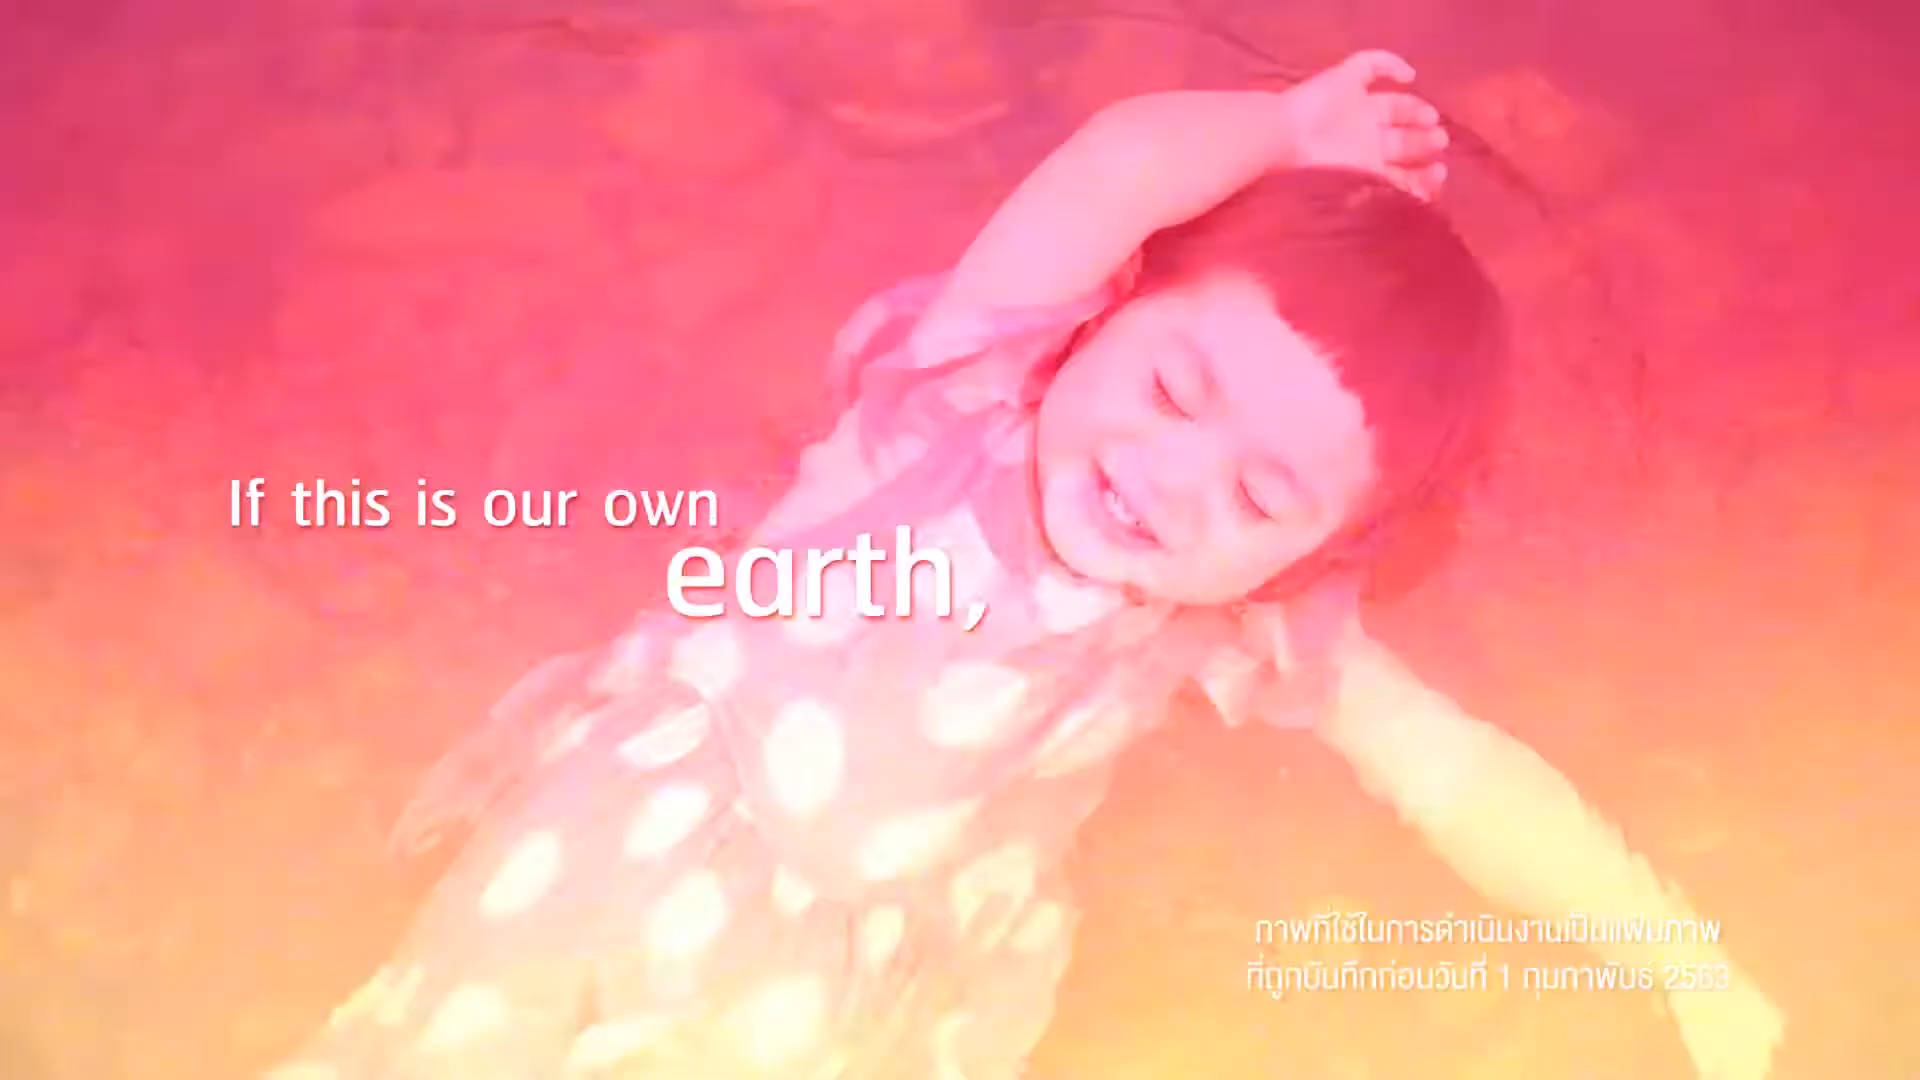 If this is our own
earth,
ภาพที่ใช้ในการดำเนินงานเป็นแฟ้มภาพ
ที่ถูกบันทึกก่อนวันที่ 1 กุมภาพันธ์ 2563